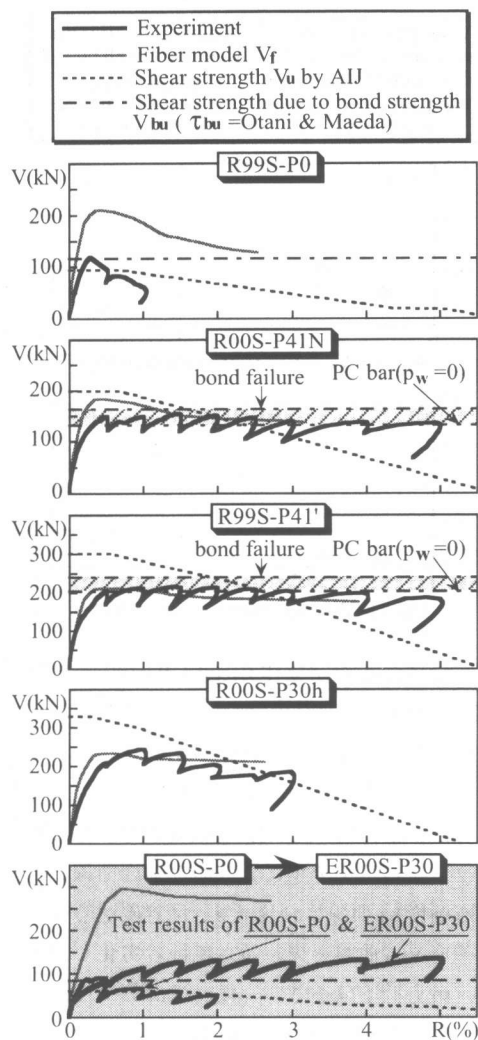 Experiment
Fiber model Vf
Shear strength Vu by AIJ
Shear strength due to bond strength
Vbu ( τbu =Otani & Maeda)
R99S-P0
V(kN)
200
100
0
R00S-P41N
V(kN)
bond failure
PC bar(pw=0)
200
100
0
R99S-P41'
V(kN)
bond failure
PC bar(pw=0)
300
200
100
0
R00S-P30h
V(kN)
300
200
100
0
R00S-P0 ER00S-P30
V(kN)
300
Test results of R00S-P0 & ER00S-P30
200
100
0
0 1 2 3 4 R(%)